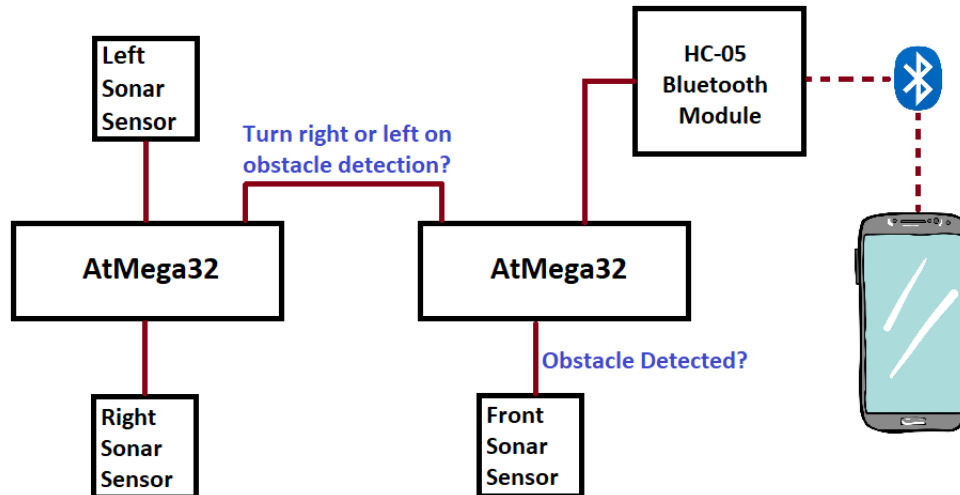 Left
Sonar
Sensor
HC-05
Bluetooth
Module
Turn right or left on
obstacle detection?
AtMega32
AtMega32
Obstacle Detected?
Right
Sonar
Sensor
Front
Sonar
Sensor